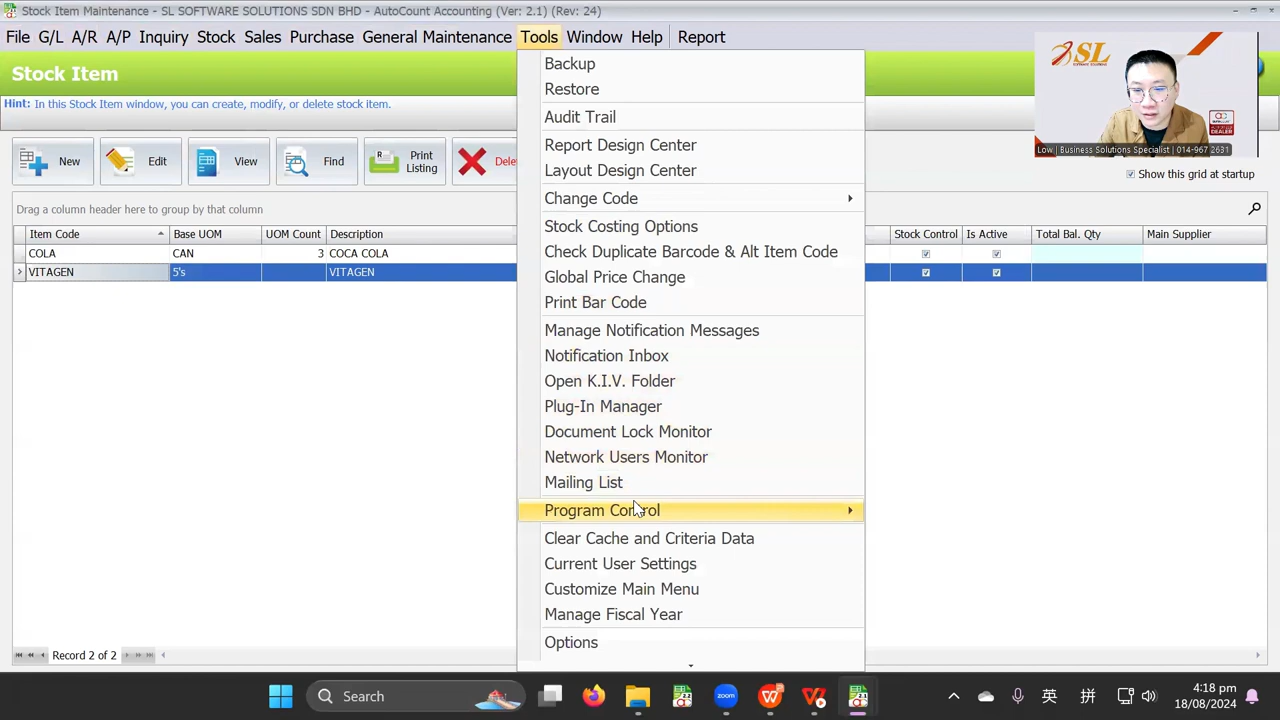 Stock Item Maintenance - SL SOFTWARE SOLUTIONS SDN BHD - AutoCount Accounting (Ver: 2.1) (Rev: 24)
File G/L A/R A/P Inquiry Stock Sales Purchase General Maintenance Tools Window Help Report
Stock Item
Hint: In this Stock Item window, you can create, modify, or delete stock item.
New Edit View Find Print Listing
SL
SOFTWARE SOLUTIONS
DEALER
Low | Business Solutions Specialist | 014-967 2631
Show this grid at startup
Drag a column header here to group by that column
Item Code Base UOM UOM Count Description Stock Control Is Active Total Bal. Qty Main Supplier
COLA CAN 3 COCA COLA
VITAGEN 5's VITAGEN
Backup
Restore
Audit Trail
Report Design Center
Layout Design Center
Change Code
Stock Costing Options
Check Duplicate Barcode & Alt Item Code
Global Price Change
Print Bar Code
Manage Notification Messages
Notification Inbox
Open K.I.V. Folder
Plug-In Manager
Document Lock Monitor
Network Users Monitor
Mailing List
Program Control
Clear Cache and Criteria Data
Current User Settings
Customize Main Menu
Manage Fiscal Year
Options
Record 2 of 2
Search
zoom
英 拼
4:18 pm
18/08/2024